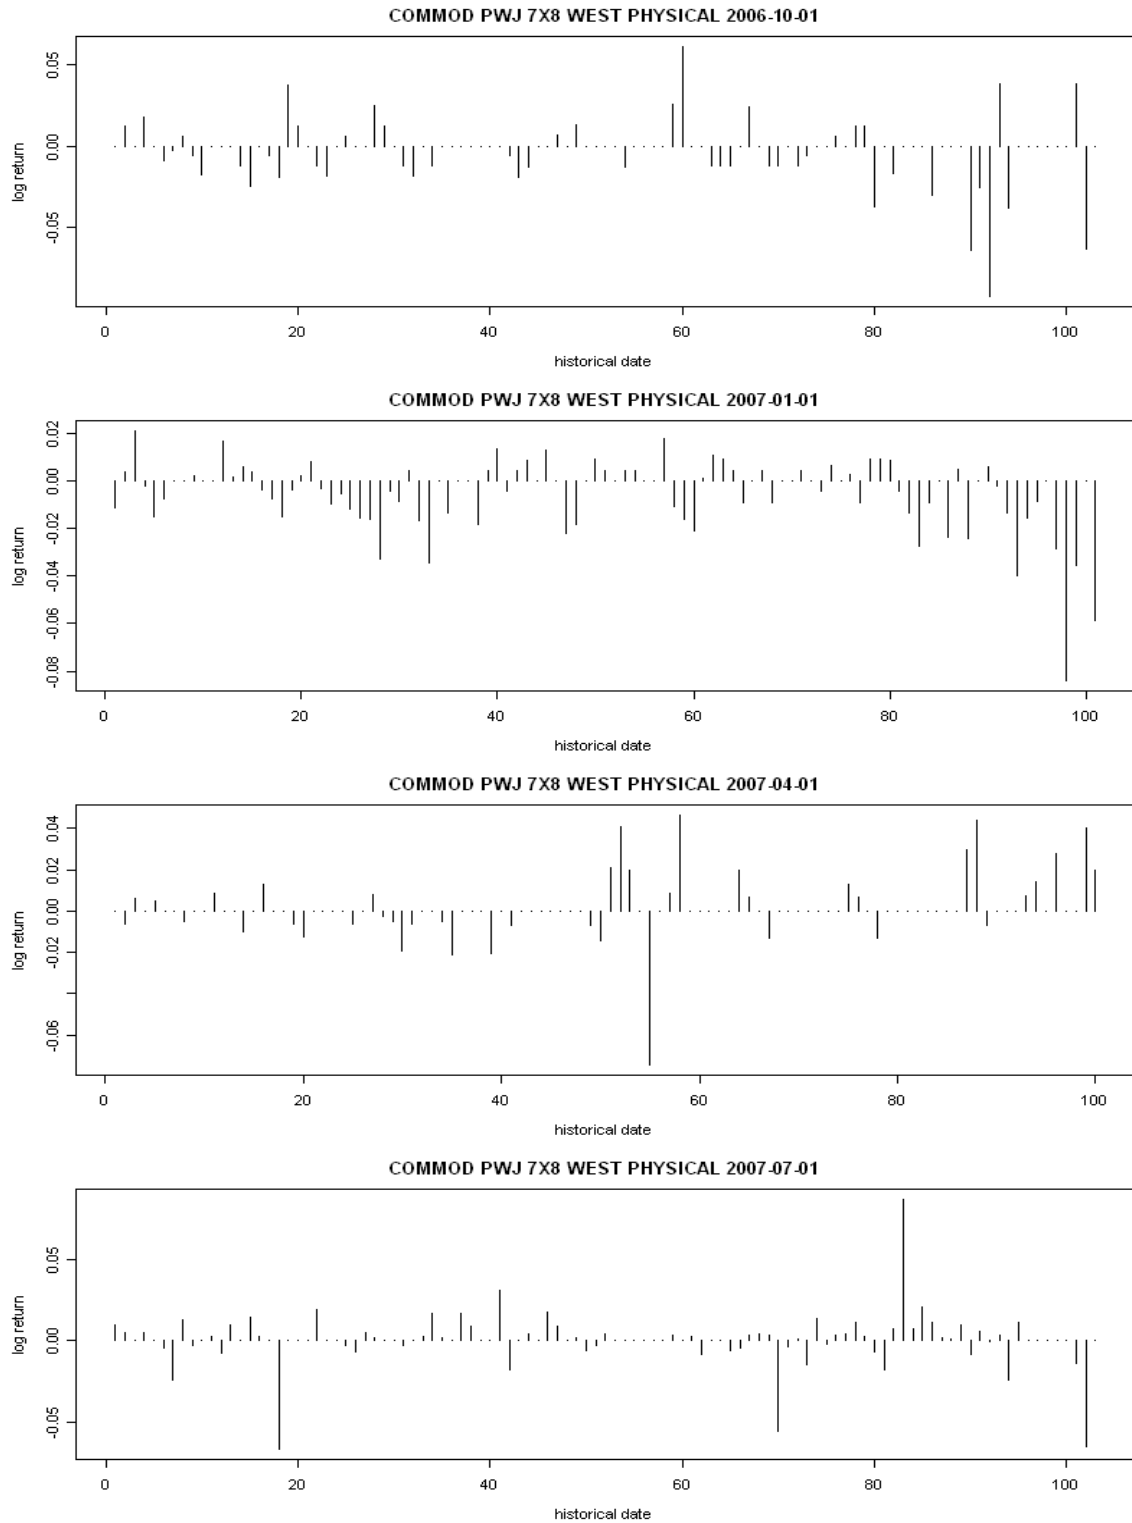 COMMOD PWJ 7X8 WEST PHYSICAL 2006-10-01
log return
0.05
0.00
-0.05
0 20 40 60 80 100
historical date
COMMOD PWJ 7X8 WEST PHYSICAL 2007-01-01
log return
0.02
0.00
-0.02
-0.04
-0.06
-0.08
0 20 40 60 80 100
historical date
COMMOD PWJ 7X8 WEST PHYSICAL 2007-04-01
log return
0.04
0.02
0.00
-0.02
-0.06
0 20 40 60 80 100
historical date
COMMOD PWJ 7X8 WEST PHYSICAL 2007-07-01
log return
0.05
0.00
-0.05
0 20 40 60 80 100
historical date